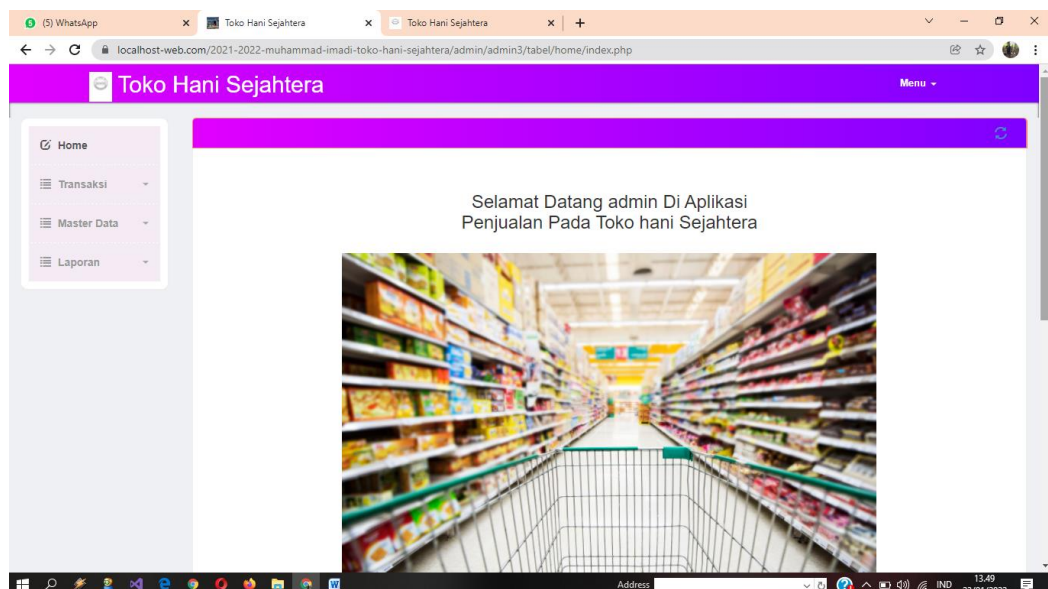 (5) WhatsApp
Toko Hani Sejahtera
Toko Hani Sejahtera
localhost-web.com/2021-2022-muhammad-imadi-toko-hani-sejahtera/admin/admin3/tabel/home/index.php
Toko Hani Sejahtera
Menu
Home
Transaksi
Master Data
Laporan
Selamat Datang admin Di Aplikasi
Penjualan Pada Toko hani Sejahtera
Address
IND
13.49